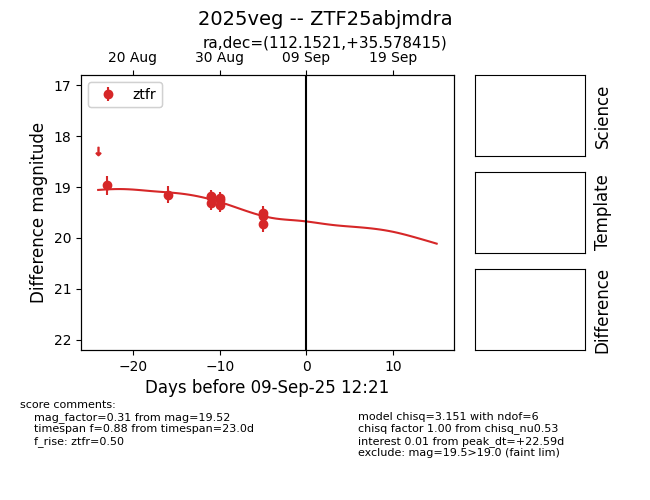 2025veg -- ZTF25abjmdra
ra,dec=(112.1521,+35.578415)
20 Aug
30 Aug
09 Sep
19 Sep
17
18
19
20
21
22
Difference magnitude
ztfr
−20
−10
0
10
Days before 09-Sep-25 12:21
Science
Template
Difference
score comments:
mag_factor=0.31 from mag=19.52
timespan f=0.88 from timespan=23.0d
f_rise: ztfr=0.50
model chisq=3.151 with ndof=6
chisq factor 1.00 from chisq_nu0.53
interest 0.01 from peak_dt=+22.59d
exclude: mag=19.5>19.0 (faint lim)